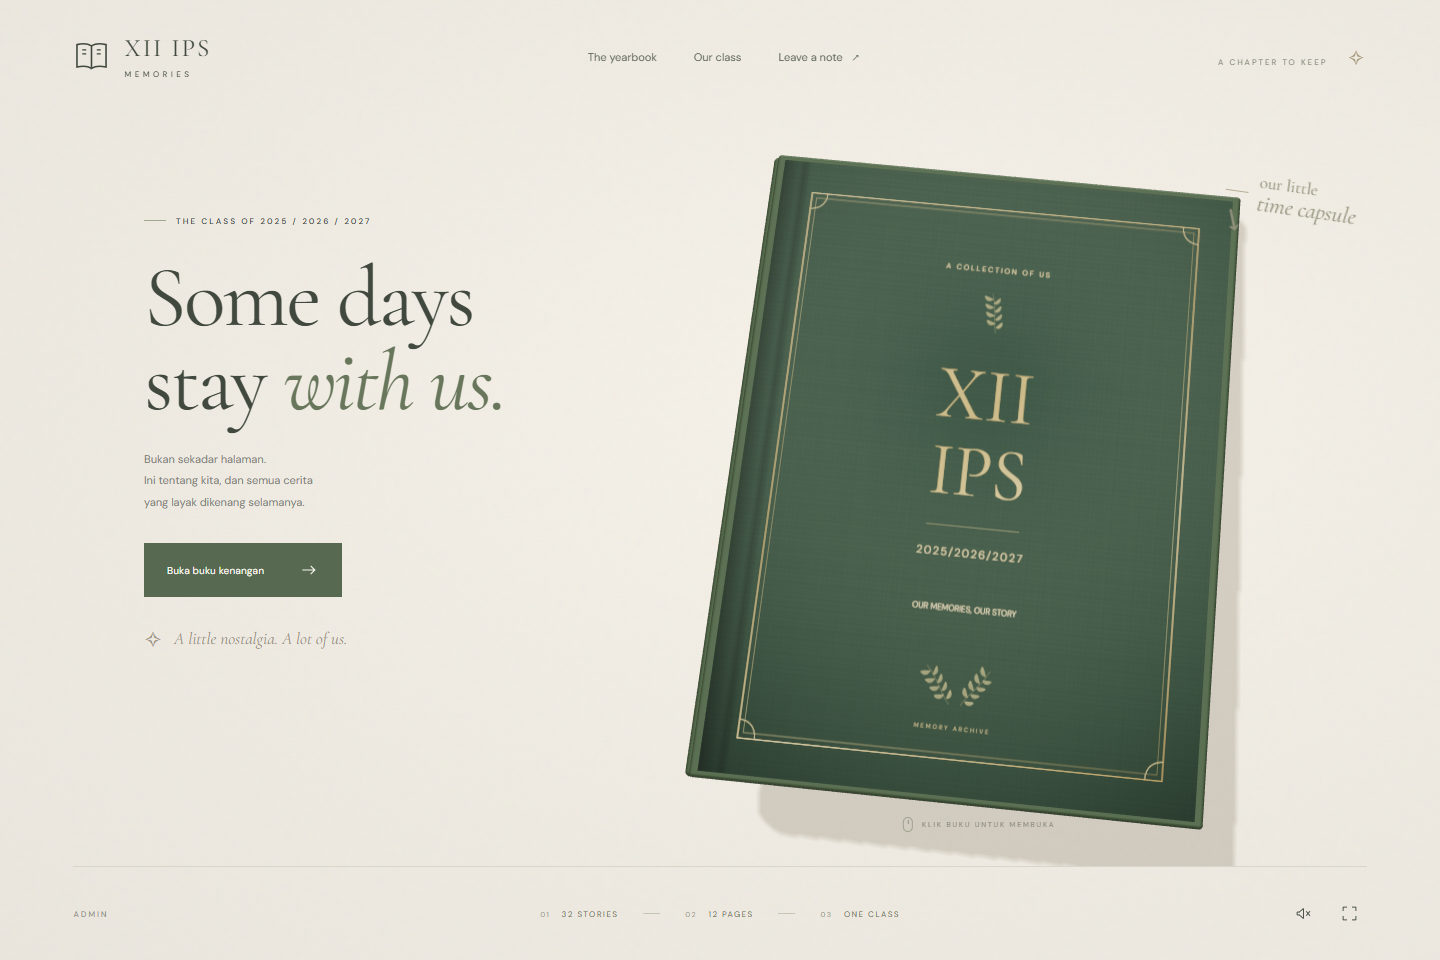 XII IPS
MEMORIES
The yearbook
Our class
Leave a note ↗
A CHAPTER TO KEEP
THE CLASS OF 2025 / 2026 / 2027
Some days
stay with us.
Bukan sekadar halaman.
Ini tentang kita, dan semua cerita
yang layak dikenang selamanya.
Buka buku kenangan →
A little nostalgia. A lot of us.
our little
time capsule
A COLLECTION OF US
XII
IPS
2025/2026/2027
OUR MEMORIES, OUR STORY
MEMORY ARCHIVE
KLIK BUKU UNTUK MEMBUKA
ADMIN
01 32 STORIES
02 12 PAGES
03 ONE CLASS